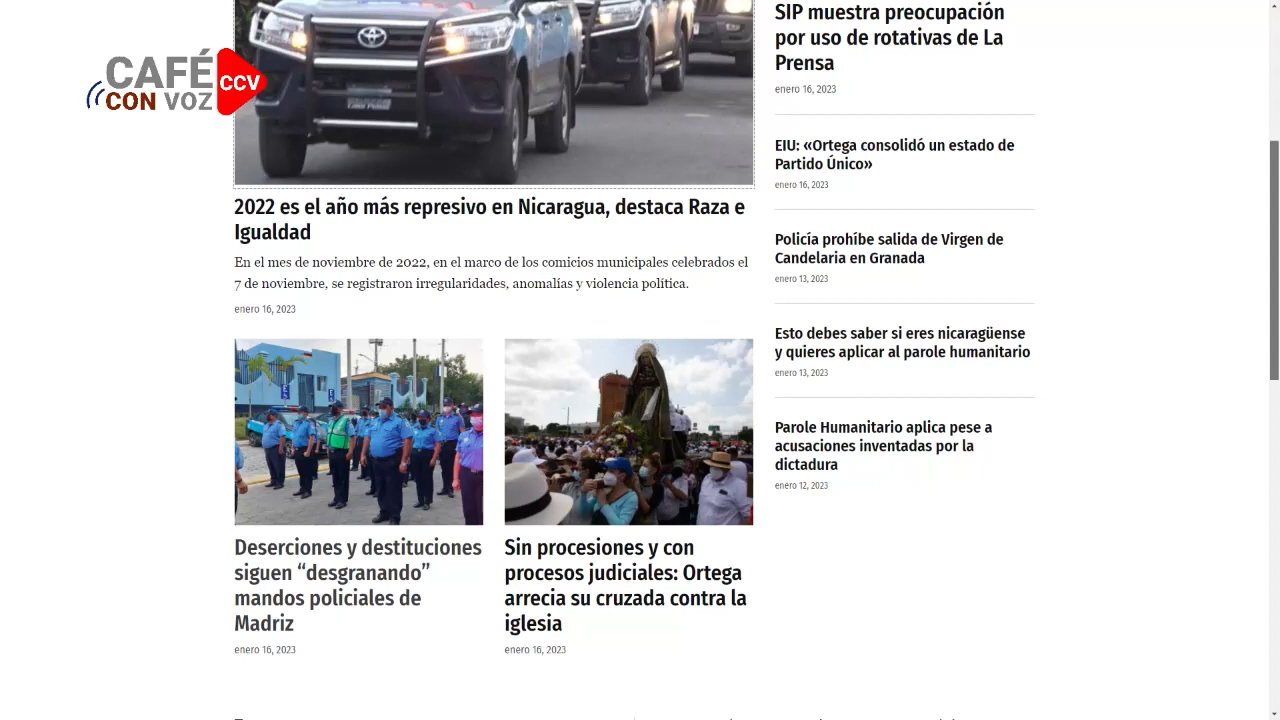 CAFÉ
CON VOZ
CCV
2022 es el año más represivo en Nicaragua, destaca Raza e
Igualdad
En el mes de noviembre de 2022, en el marco de los comicios municipales celebrados el
7 de noviembre, se registraron irregularidades, anomalías y violencia política.
enero 16, 2023
Deserciones y destituciones
siguen “desgranando”
mandos policiales de
Madriz
enero 16, 2023
Sin procesiones y con
procesos judiciales: Ortega
arrecia su cruzada contra la
iglesia
enero 16, 2023
SIP muestra preocupación
por uso de rotativas de La
Prensa
enero 16, 2023
EIU: «Ortega consolidó un estado de
Partido Único»
enero 16, 2023
Policía prohíbe salida de Virgen de
Candelaria en Granada
enero 13, 2023
Esto debes saber si eres nicaragüense
y quieres aplicar al parole humanitario
enero 13, 2023
Parole Humanitario aplica pese a
acusaciones inventadas por la
dictadura
enero 12, 2023